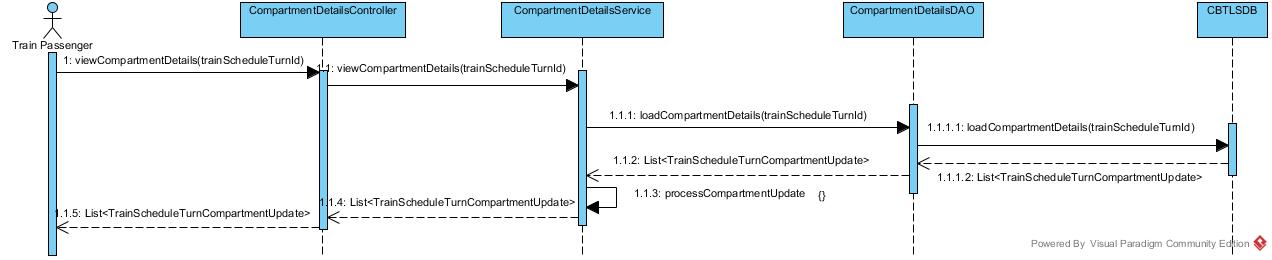 CompartmentDetailsController
CompartmentDetailsService
CompartmentDetailsDAO
CBTLSDB
Train Passenger
1: viewCompartmentDetails(trainScheduleTurnId)
1.1: viewCompartmentDetails(trainScheduleTurnId)
1.1.1: loadCompartmentDetails(trainScheduleTurnId)
1.1.1.1: loadCompartmentDetails(trainScheduleTurnId)
1.1.2: List<TrainScheduleTurnCompartmentUpdate>
1.1.1.2: List<TrainScheduleTurnCompartmentUpdate>
1.1.3: processCompartmentUpdate {}
1.1.4: List<TrainScheduleTurnCompartmentUpdate>
1.1.5: List<TrainScheduleTurnCompartmentUpdate>
Powered By Visual Paradigm Community Edition